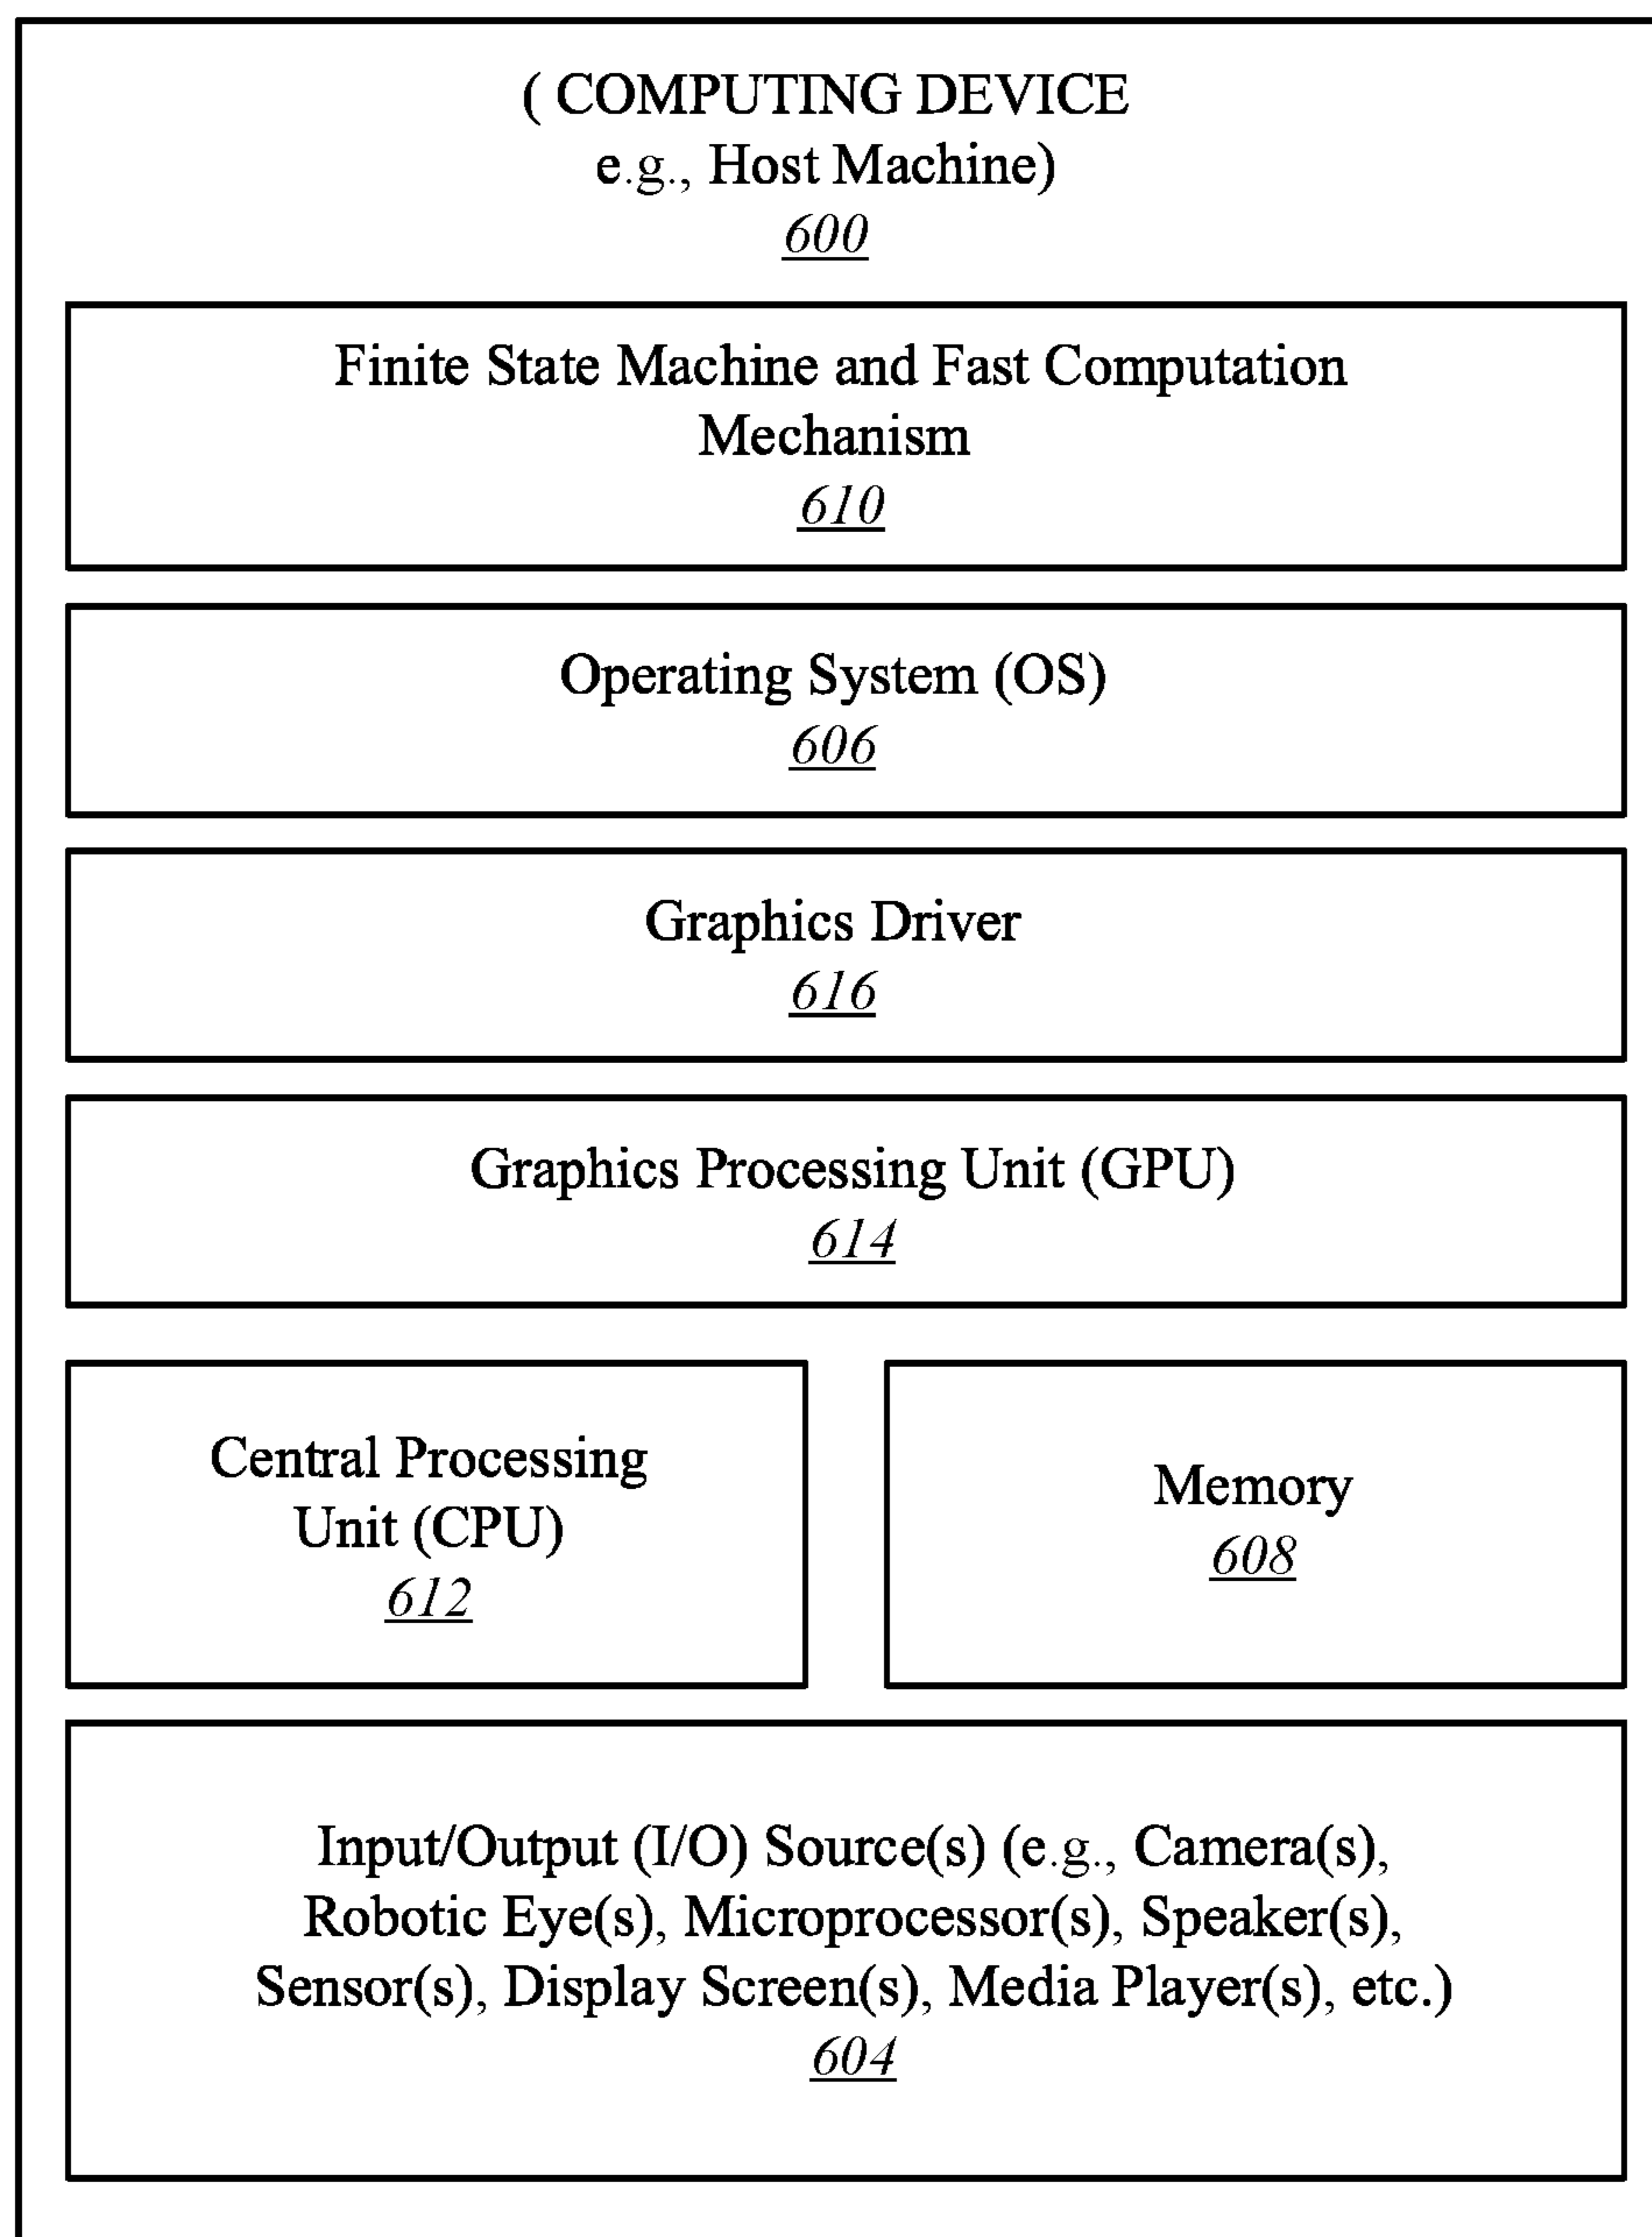 ( COMPUTING DEVICE
e.g., Host Machine)
600
Finite State Machine and Fast Computation
Mechanism
610
Operating System (OS)
606
Graphics Driver
616
Graphics Processing Unit (GPU)
614
Central Processing
Unit (CPU)
612
Memory
608
Input/Output (I/O) Source(s) (e.g., Camera(s),
Robotic Eye(s), Microprocessor(s), Speaker(s),
Sensor(s), Display Screen(s), Media Player(s), etc.)
604